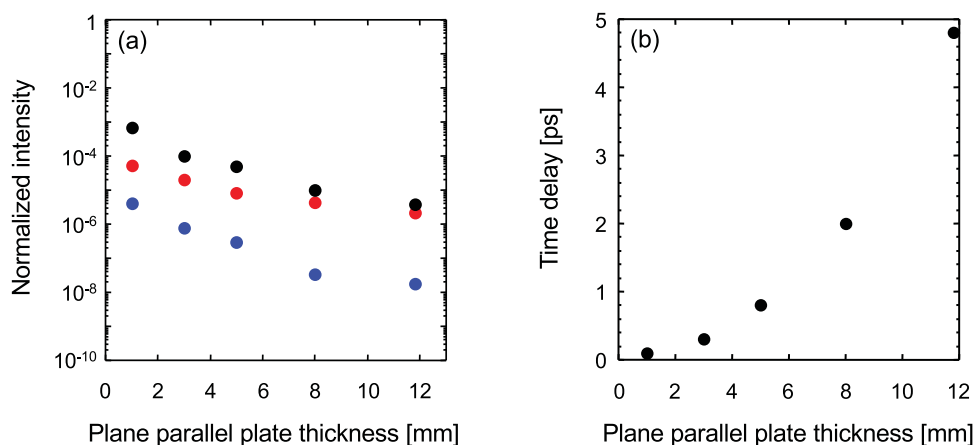 (a)
Normalized intensity
1
10-2
10-4
10-6
10-8
10-10
0 2 4 6 8 10 12
Plane parallel plate thickness [mm]
(b)
Time delay [ps]
5
4
3
2
1
0
0 2 4 6 8 10 12
Plane parallel plate thickness [mm]